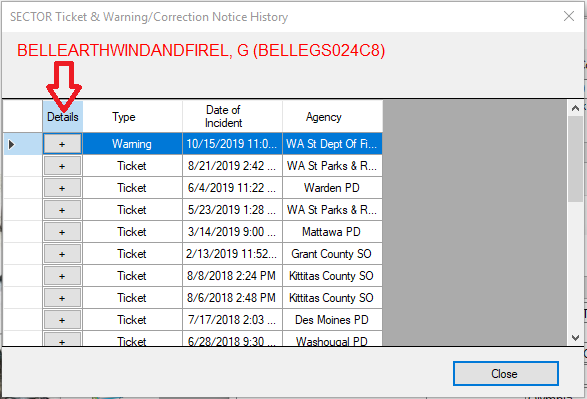 SECTOR Ticket & Warning/Correction Notice History
BELLEARTHWINDANDFIREL, G (BELLEGS024C8)
Details Type Date of Incident Agency
+ Warning 10/15/2019 11:0... WA St Dept Of Fi...
+ Ticket 8/21/2019 2:42 ... WA St Parks & R...
+ Ticket 6/4/2019 11:22 ... Warden PD
+ Ticket 5/23/2019 1:28 ... WA St Parks & R...
+ Ticket 3/14/2019 9:00 ... Mattawa PD
+ Ticket 2/13/2019 11:52... Grant County SO
+ Ticket 8/8/2018 2:24 PM Kittitas County SO
+ Ticket 8/6/2018 2:48 PM Kittitas County SO
+ Ticket 7/17/2018 2:03 ... Des Moines PD
+ Ticket 6/28/2018 9:30 ... Washougal PD
Close